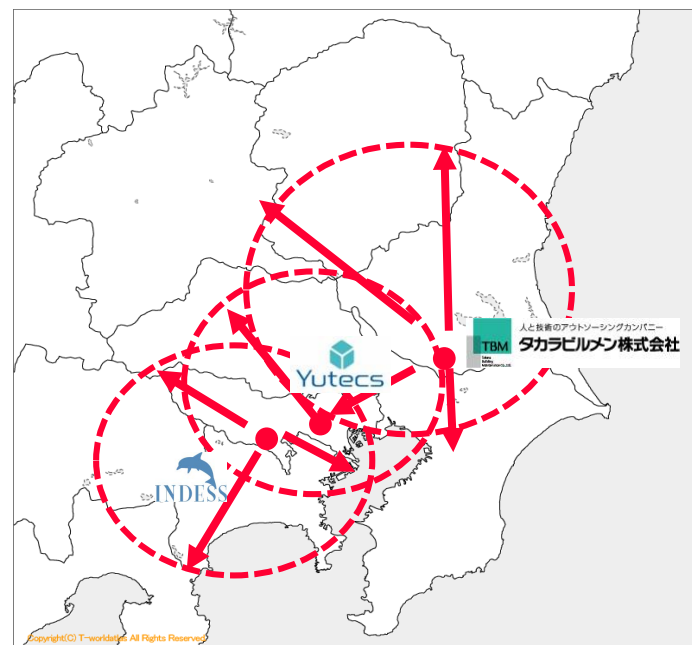 人と技術のアウトソーシングカンパニー
TBM
タカラビルメン株式会社
Yutecs
INDESS
Copyright(C) T-worldatlas All Rights Reserved